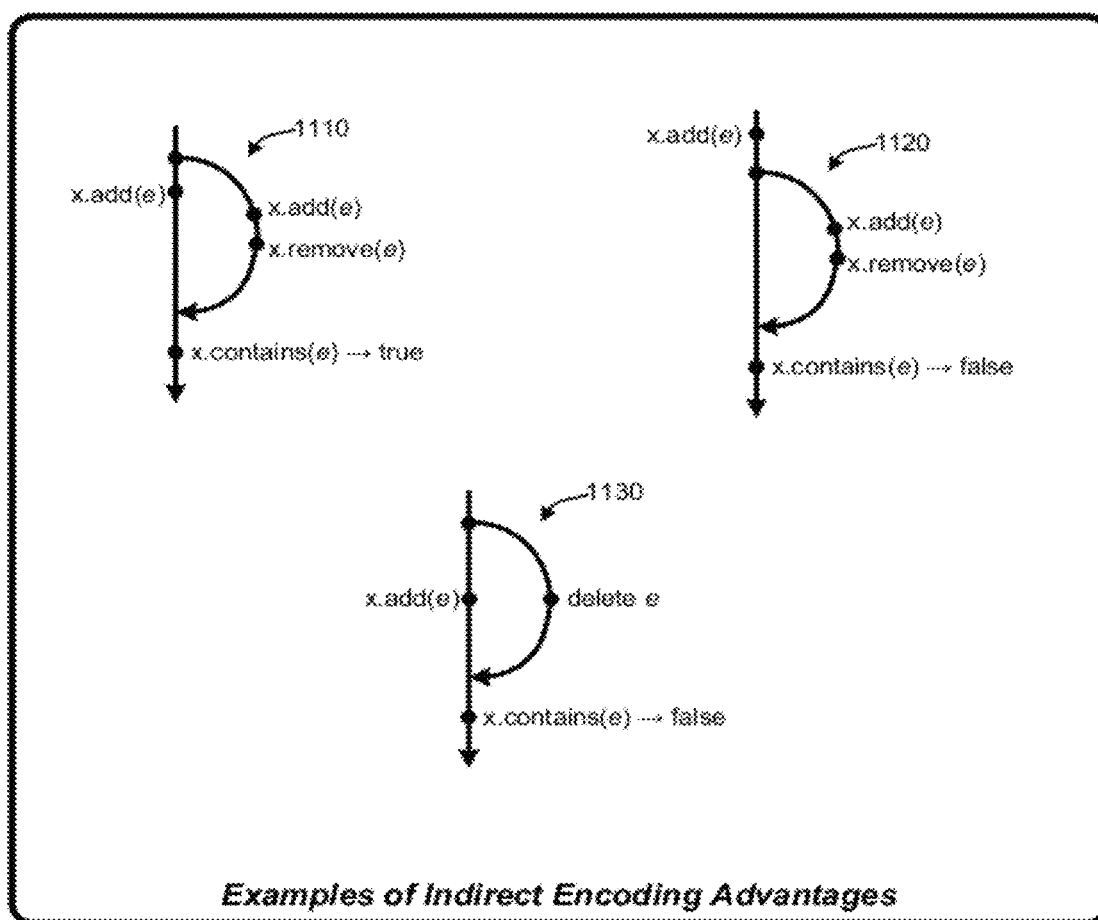 1110
x.add(e)
x.add(e)
x.remove(e)
x.contains(e) → true
1120
x.add(e)
x.add(e)
x.remove(e)
x.contains(e) → false
1130
x.add(e)
delete e
x.contains(e) → false
Examples of Indirect Encoding Advantages